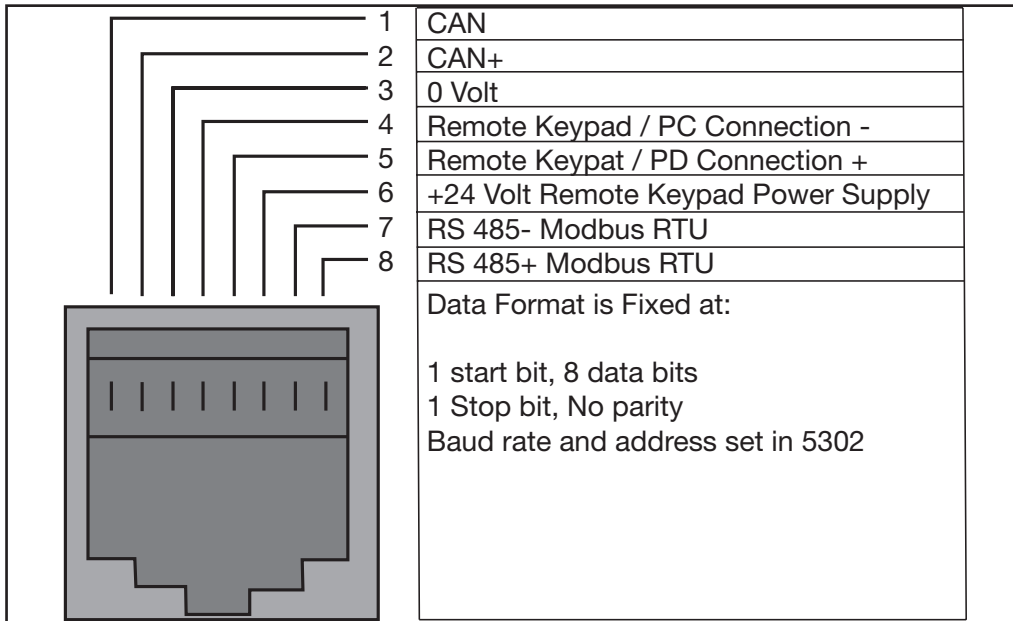 1 CAN
2 CAN+
3 0 Volt
4 Remote Keypad / PC Connection -
5 Remote Keypat / PD Connection +
6 +24 Volt Remote Keypad Power Supply
7 RS 485- Modbus RTU
8 RS 485+ Modbus RTU
Data Format is Fixed at:
1 start bit, 8 data bits
1 Stop bit, No parity
Baud rate and address set in 5302